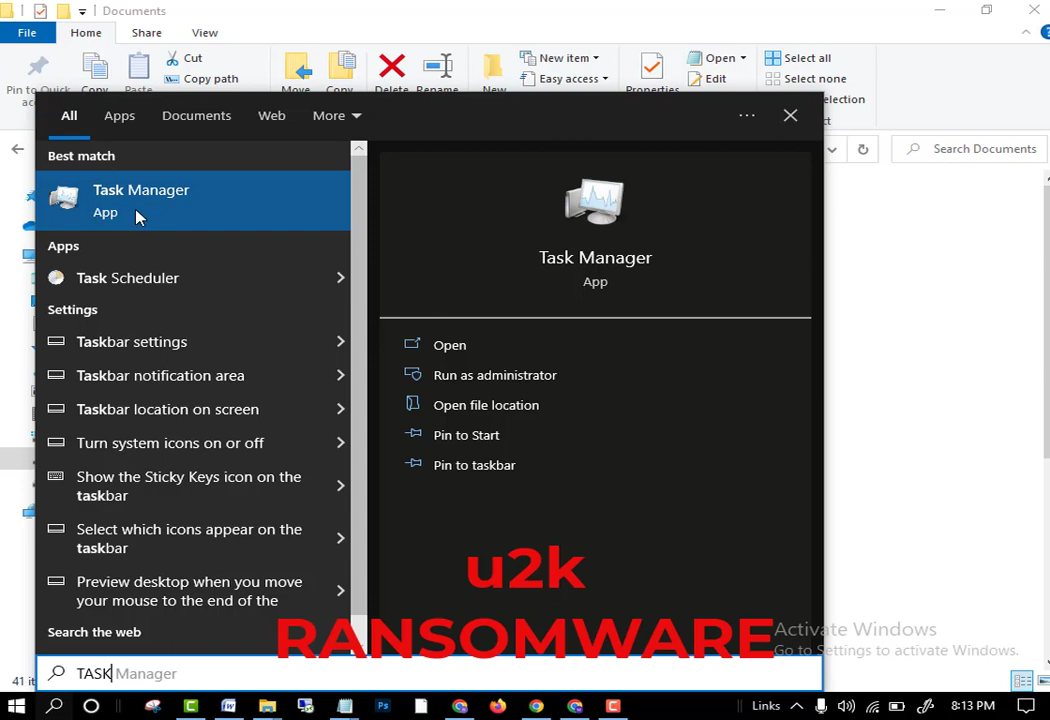 Documents
File
Home
Share
View
Pin to Quick
Copy
Paste
Cut
Copy path
Move
Copy
Delete
Rename
New
New item
Easy access
Properties
Open
Edit
Select all
Select none
Search Documents
All
Apps
Documents
Web
More
Best match
Task Manager
App
Apps
Task Scheduler
Settings
Taskbar settings
Taskbar notification area
Taskbar location on screen
Turn system icons on or off
Show the Sticky Keys icon on the
taskbar
Select which icons appear on the
taskbar
Preview desktop when you move
your mouse to the end of the
Search the web
Task Manager
App
Open
Run as administrator
Open file location
Pin to Start
Pin to taskbar
u2k
RANSOMWARE
Activate Windows
Go to Settings to activate Windows.
TASK Manager
Links
8:13 PM